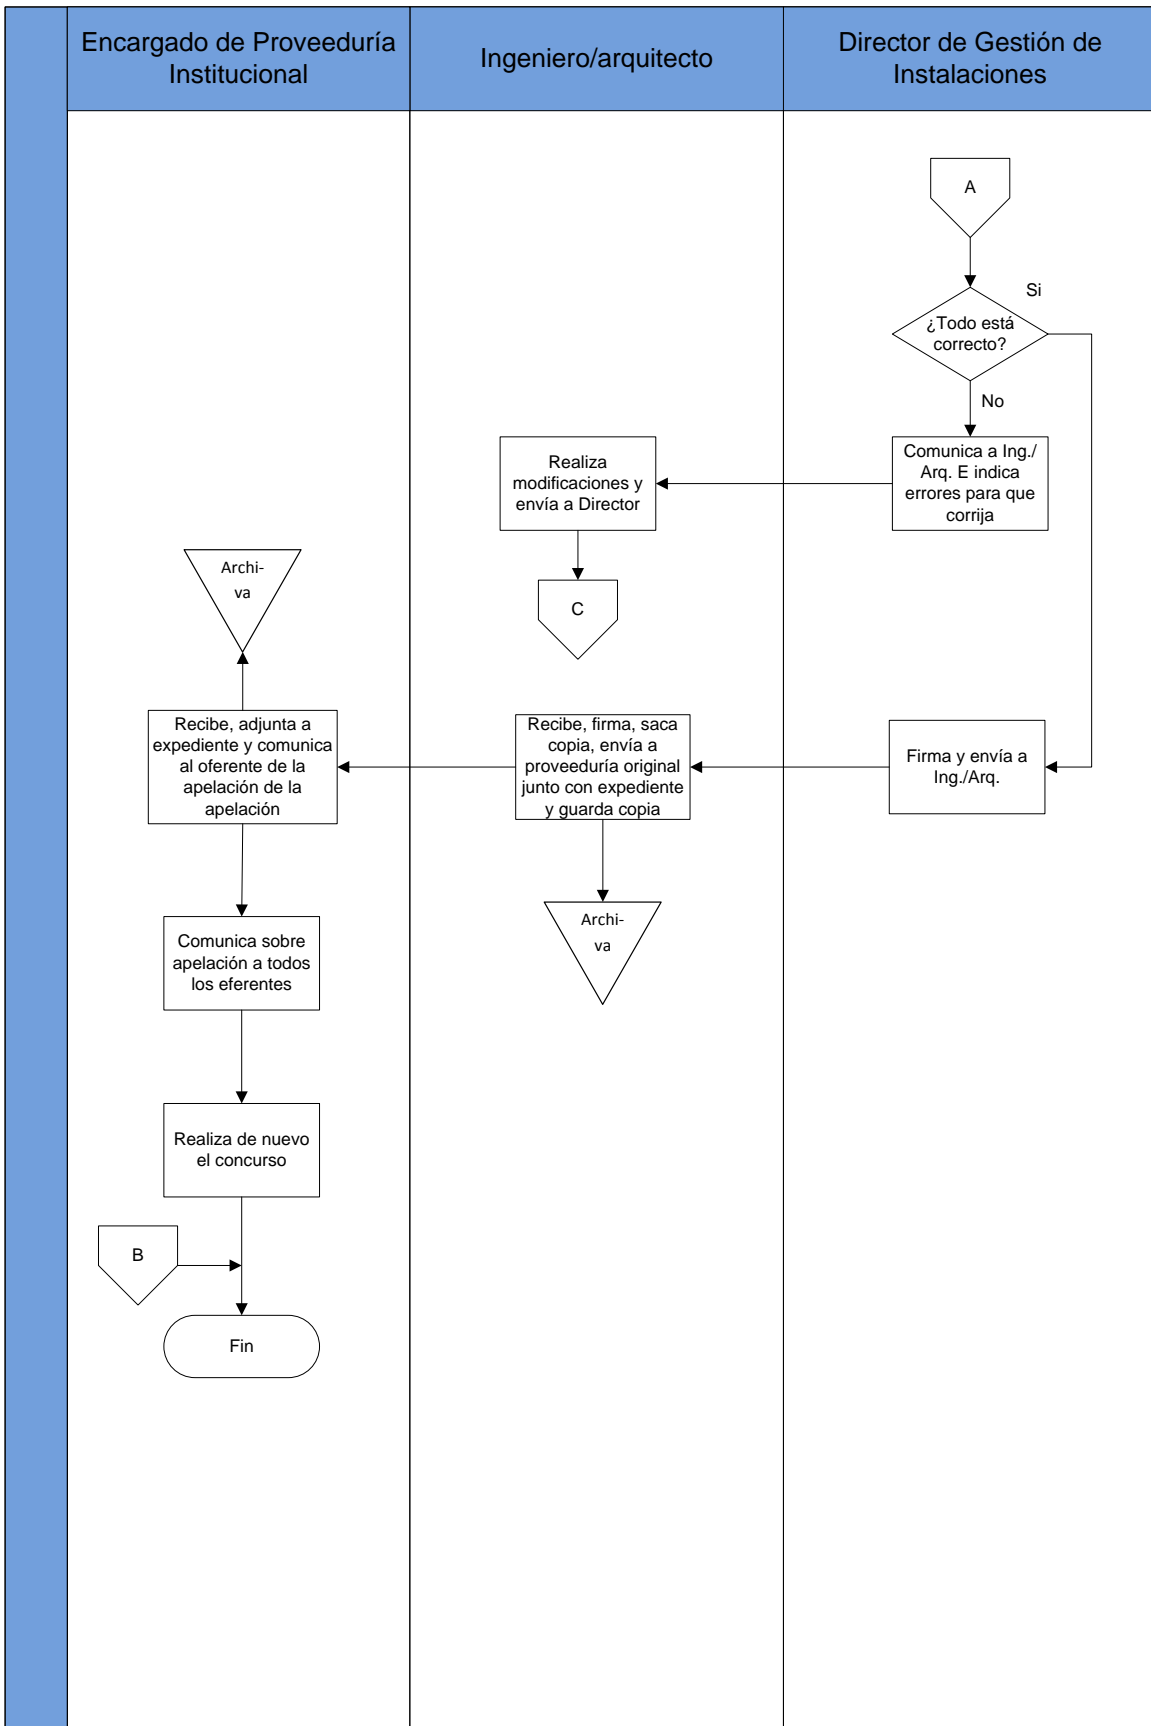 Encargado de Proveeduría
Institucional
Ingeniero/arquitecto
Director de Gestión de
Instalaciones
A
Si
¿Todo está
correcto?
No
Comunica a Ing./
Arq. E indica
errores para que
corrija
Realiza
modificaciones y
envía a Director
C
Archi-
va
Firma y envía a
Ing./Arq.
Recibe, firma, saca
copia, envía a
proveeduría original
junto con expediente
y guarda copia
Recibe, adjunta a
expediente y comunica
al oferente de la
apelación de la
apelación
Archi-
va
Comunica sobre
apelación a todos
los eferentes
Realiza de nuevo
el concurso
B
Fin